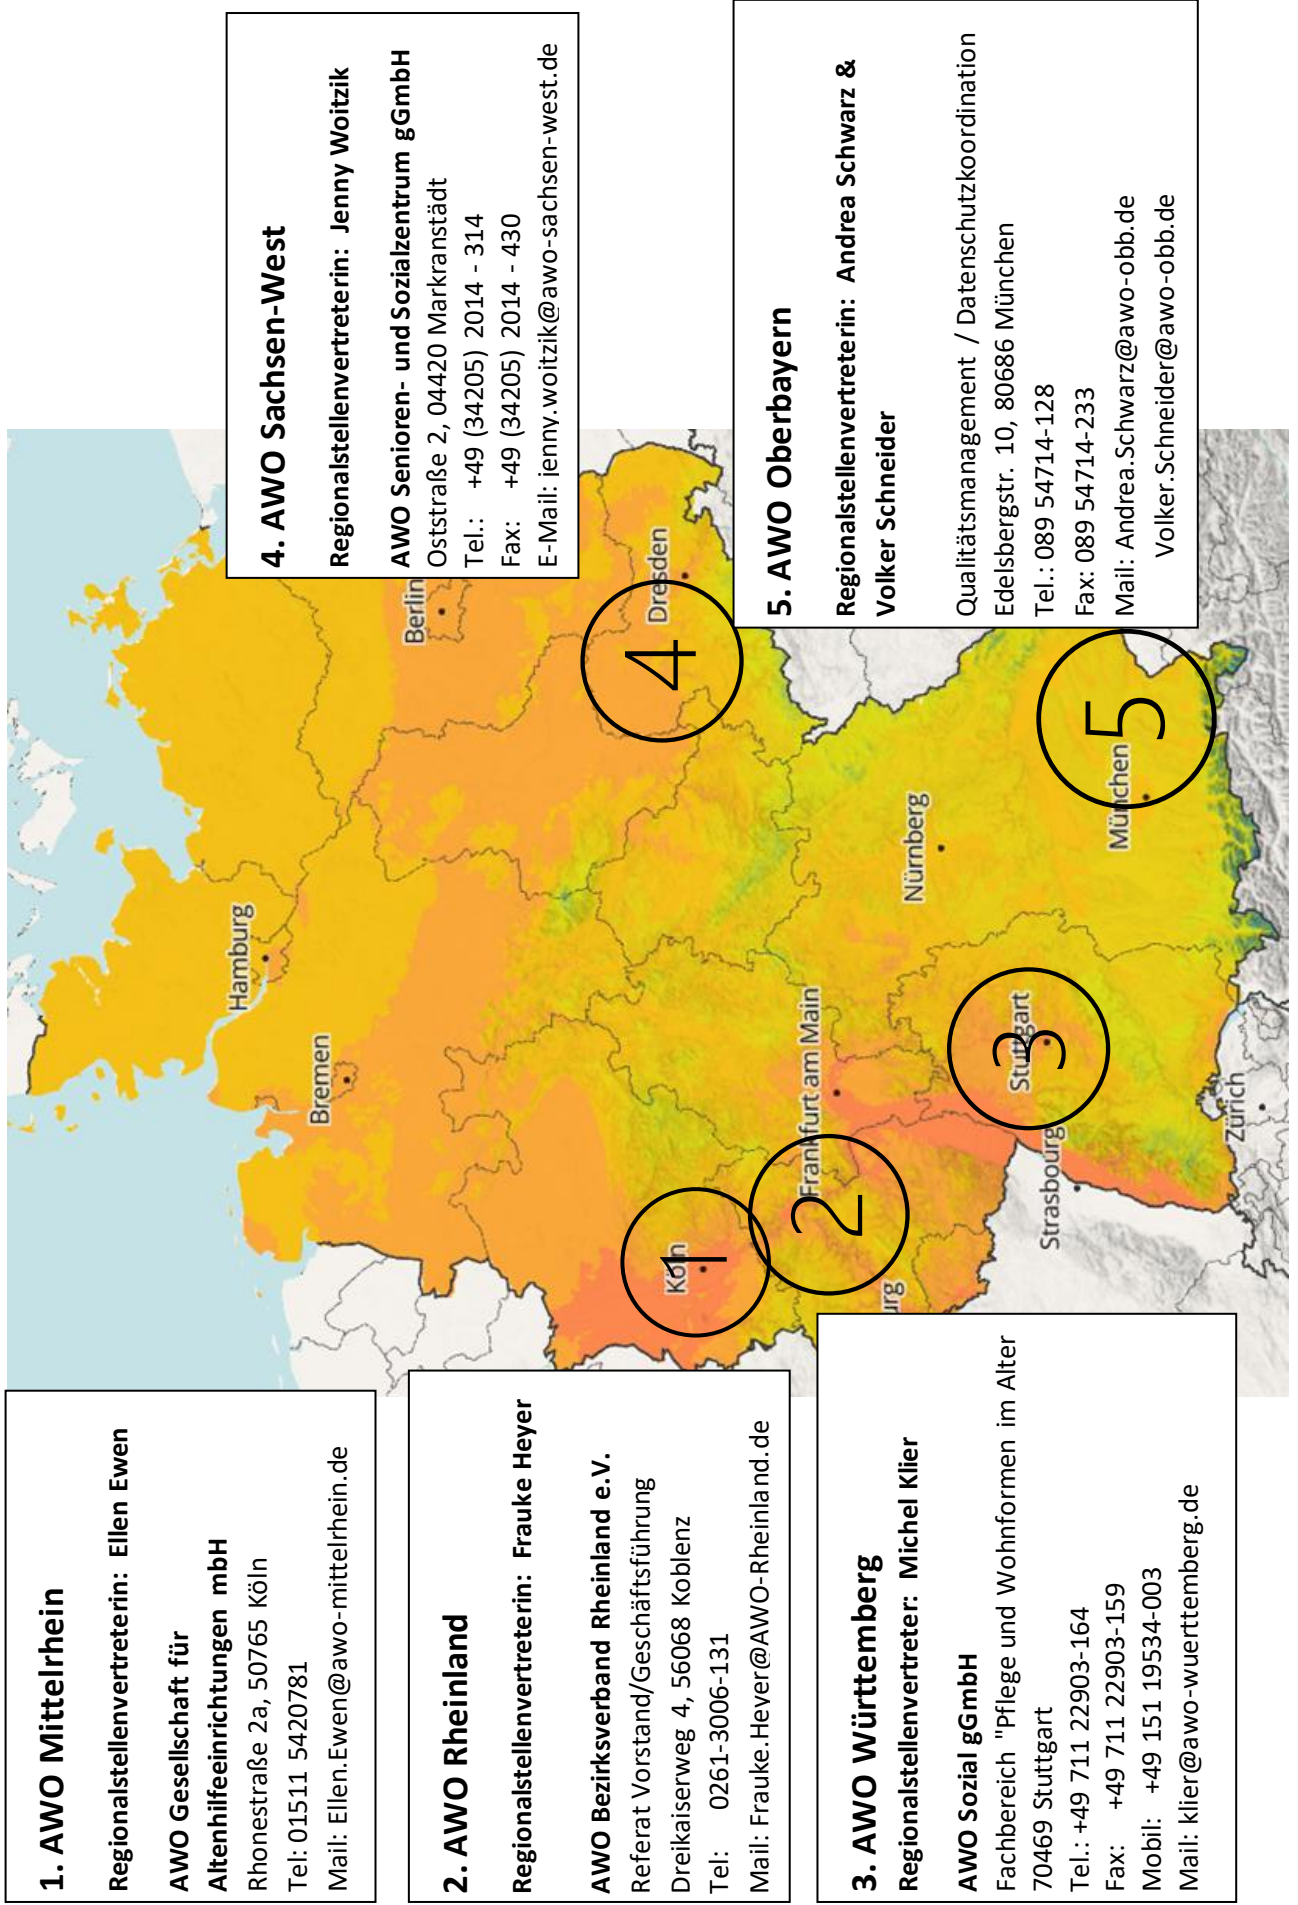 1. AWO Mittelrhein
Regionalstellenvertreterin: Ellen Ewen
AWO Gesellschaft für
Altenhilfeeinrichtungen mbH
Rhonestraße 2a, 50765 Köln
Tel: 01511 5420781
Mail: Ellen.Ewen@awo-mittelrhein.de
2. AWO Rheinland
Regionalstellenvertreterin: Frauke Heyer
AWO Bezirksverband Rheinland e.V.
Referat Vorstand/Geschäftsführung
Dreikaiserweg 4, 56068 Koblenz
Tel: 0261-3006-131
Mail: Frauke.Heyer@AWO-Rheinland.de
3. AWO Württemberg
Regionalstellenvertreter: Michel Klier
AWO Sozial gGmbH
Fachbereich "Pflege und Wohnformen im Alter
70469 Stuttgart
Tel.: +49 711 22903-164
Fax: +49 711 22903-159
Mobil: +49 151 19534-003
Mail: klier@awo-wuerttemberg.de
Hamburg
Bremen
Berlin
Köln
1
Dresden
4
Frankfurt am Main
2
urg
Nürnberg
Stuttgart
3
Strasbourg
München
5
Zürich
4. AWO Sachsen-West
Regionalstellenvertreterin: Jenny Woitzik
AWO Senioren- und Sozialzentrum gGmbH
Oststraße 2, 04420 Markranstädt
Tel.: +49 (34205) 2014 - 314
Fax: +49 (34205) 2014 - 430
E-Mail: jenny.woitzik@awo-sachsen-west.de
5. AWO Oberbayern
Regionalstellenvertreterin: Andrea Schwarz &
Volker Schneider
Qualitätsmanagement / Datenschutzkoordination
Edelsbergstr. 10, 80686 München
Tel.: 089 54714-128
Fax: 089 54714-233
Mail: Andrea.Schwarz@awo-obb.de
Volker.Schneider@awo-obb.de